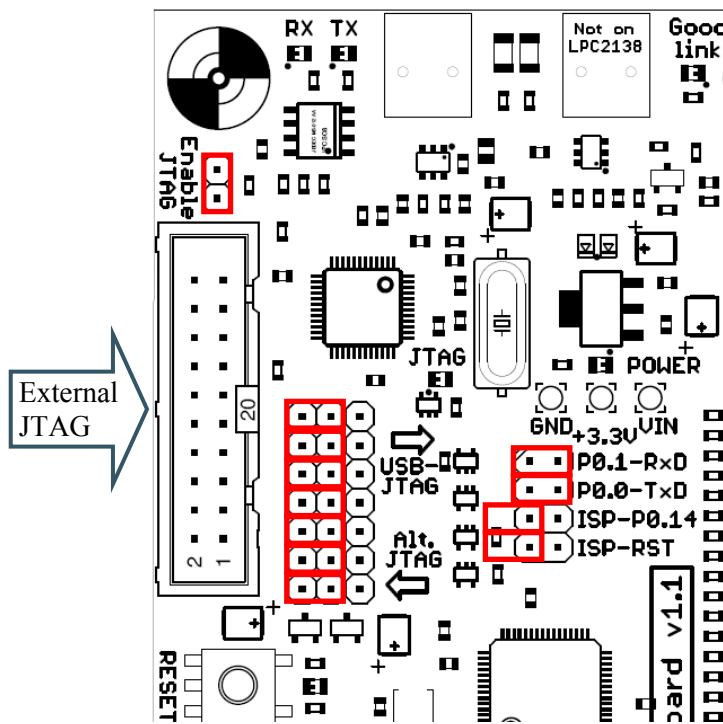 RX TX
Not on
LPC2138
Good
link
Enable
JTAG
JTAG
POWER
External
JTAG
20
GND
+3.3V
VIN
P0.1-RxD
USB-
JTAG
P0.0-TxD
ISP-P0.14
Alt.
JTAG
ISP-RST
2 1
RESET
ard v1.1